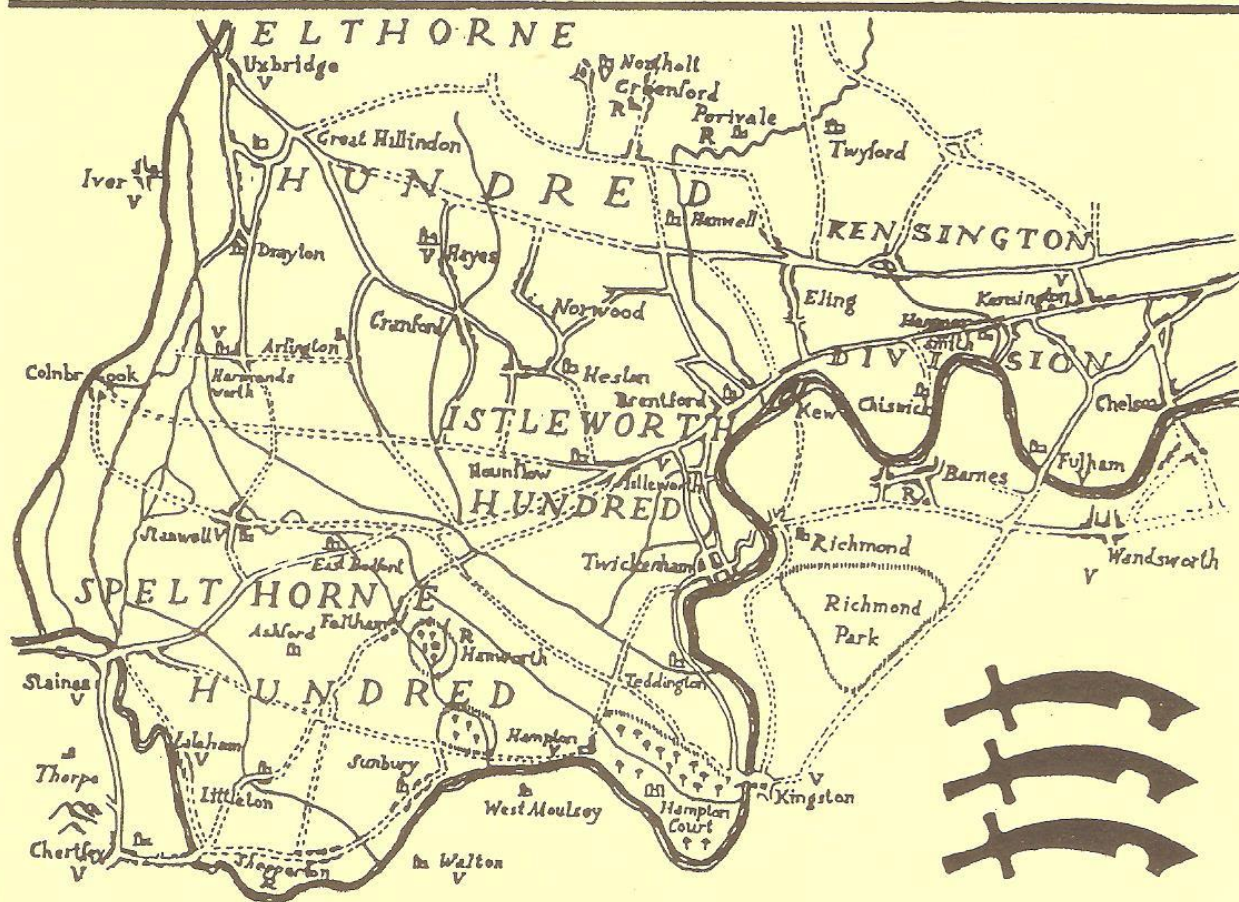 ELTHORNE
Uxbridge
V
Northolt
V
Greenford
R
Perivale
R
Twyford
Great Hillindon
Iver
V
HUNDRED
Hanwell
KENSINGTON
Drayton
Hayes
V
Eling
V
Kensington
Norwood
Cranford
Hammer
smith
V
Arlington
DIVISION
Colnbrook
Harmonds
worth
Heston
Brentford
Kew
Chiswick
Chelsea
ISTLEWORTH
Hounslow
V
Istleworth
Barnes
R
Fulham
HUNDRED
Stanwell V
East Bedfont
Twickenham
Richmond
Wandsworth
V
SPELTHORNE
Richmond
Park
Ashford
Feltham
R
Hanworth
Staines
V
HUNDRED
Teddington
Laleham
V
Hampton
V
Thorpe
Sunbury
Littleton
West Moulsey
Hampton
Court
V
Kingston
Chertsey
V
Shepperton
R
Walton
V